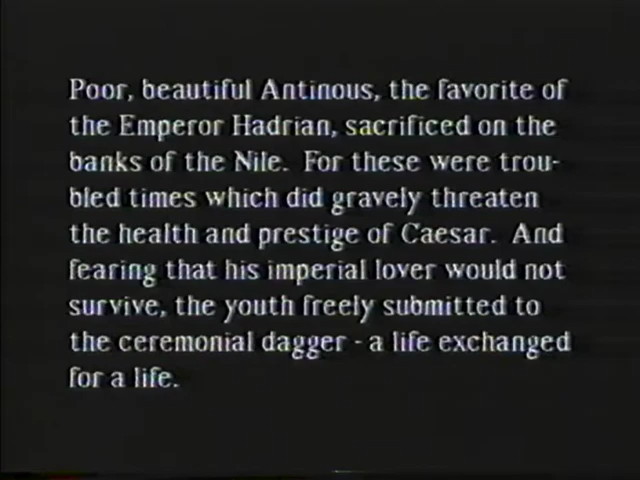 Poor, beautiful Antinous, the favorite of
the Emperor Hadrian, sacrificed on the
banks of the Nile. For these were trou-
bled times which did gravely threaten
the health and prestige of Caesar. And
fearing that his imperial lover would not
survive, the youth freely submitted to
the ceremonial dagger - a life exchanged
for a life.